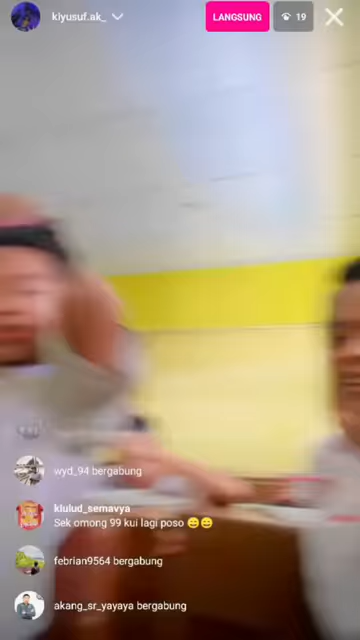 kiyusuf.ak_
LANGSUNG
19
wyd_94 bergabung
klulud_semavya
Sek omong 99 kui lagi poso 😄😄
febrian9564 bergabung
akang_sr_yayaya bergabung